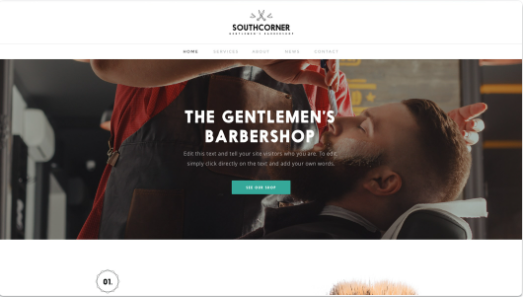 SOUTHCORNER
GENTLEMEN'S BARBERSHOP
HOME SERVICES ABOUT NEWS CONTACT
THE GENTLEMEN'S
BARBERSHOP
Edit this text and tell your site visitors who you are. To edit,
simply click directly on the text and add your own words.
SEE OUR SHOP
01.